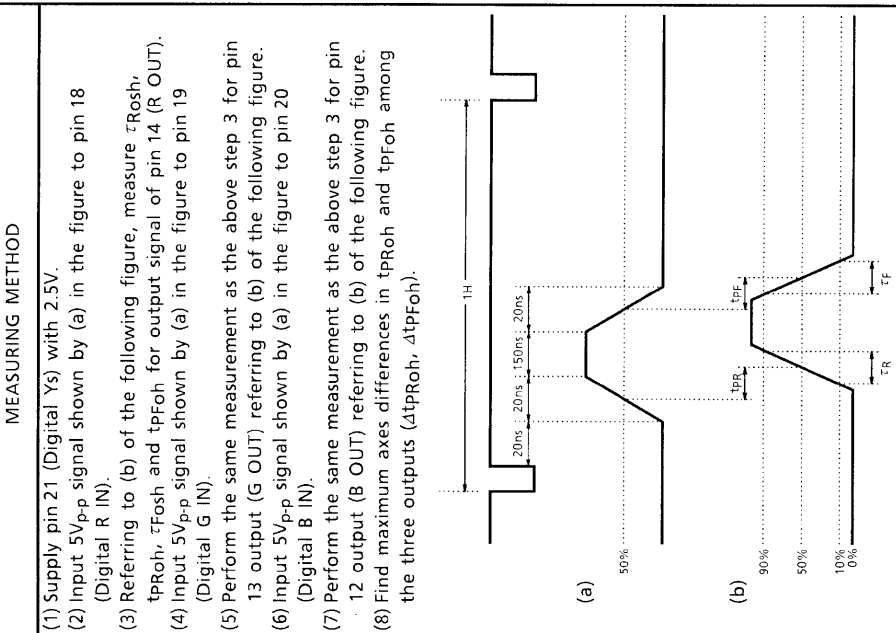 MEASURING METHOD
(1) Supply pin 21 (Digital Ys) with 2.5V.
(2) Input 5Vp-p signal shown by (a) in the figure to pin 18
(Digital R IN).
(3) Referring to (b) of the following figure, measure τRosh,
tPRoh, τFosh and tPFoh for output signal of pin 14 (R OUT).
(4) Input 5Vp-p signal shown by (a) in the figure to pin 19
(Digital G IN).
(5) Perform the same measurement as the above step 3 for pin
13 output (G OUT) referring to (b) of the following figure.
(6) Input 5Vp-p signal shown by (a) in the figure to pin 20
(Digital B IN).
(7) Perform the same measurement as the above step 3 for pin
12 output (B OUT) referring to (b) of the following figure.
(8) Find maximum axes differences in tPRoh and tPFoh among
the three outputs (ΔtPRoh, ΔtPFoh).
1H
20ns 20ns 150ns 20ns
(a)
50%
(b)
tPR tPF
90%
50%
10%
0%
τR τF